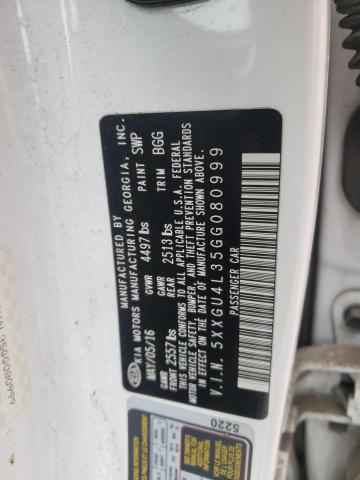 MANUFACTURED BY
KIA KIA MOTORS MANUFACTURING GEORGIA, INC.
MAY/05/16 GVWR 4497 lbs PAINT SWP
GAWR FRONT 2557 lbs GAWR REAR 2513 lbs TRIM BGG
THIS VEHICLE CONFORMS TO ALL APPLICABLE U.S.A. FEDERAL
MOTOR VEHICLE SAFETY, BUMPER, AND THEFT PREVENTION STANDARDS
IN EFFECT ON THE DATE OF MANUFACTURE SHOWN ABOVE.
V.I.N. 5XXGU4L35GG080999
PASSENGER CAR
5220